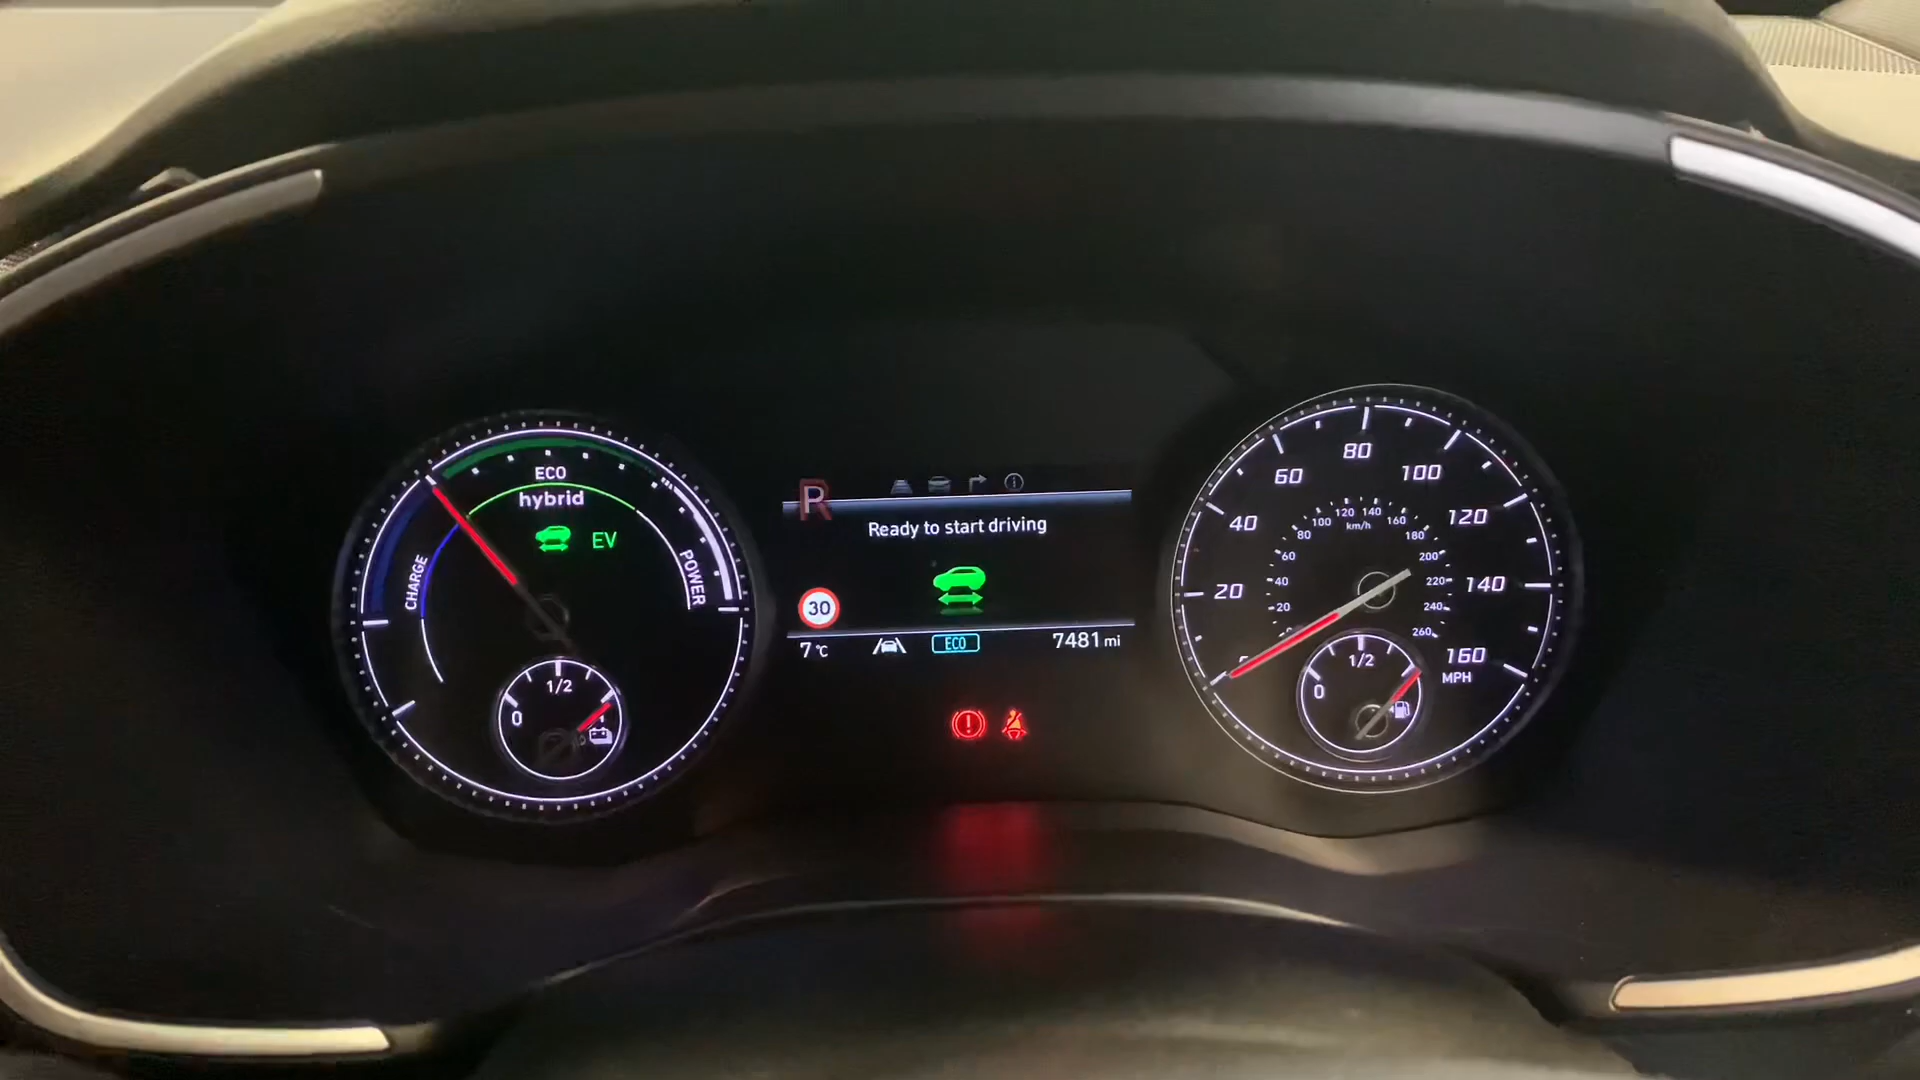 ECO
hybrid
EV
CHARGE
POWER
0
1/2
R
Ready to start driving
30
7 °C
ECO
7481 mi
20
40
60
80
100
120
140
160
MPH
20
40
60
80
100
120
140
160
180
200
220
240
260
km/h
0
1/2